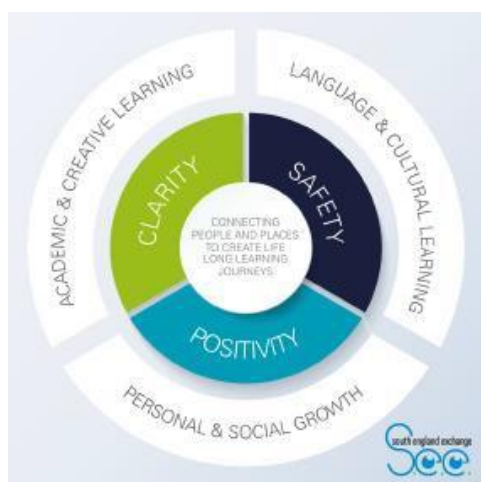 ACADEMIC & CREATIVE LEARNING
LANGUAGE & CULTURAL LEARNING
CLARITY
SAFETY
CONNECTING
PEOPLE AND PLACES
TO CREATE LIFE
LONG LEARNING
JOURNEYS
POSITIVITY
PERSONAL & SOCIAL GROWTH
south england exchange
S.e.e.